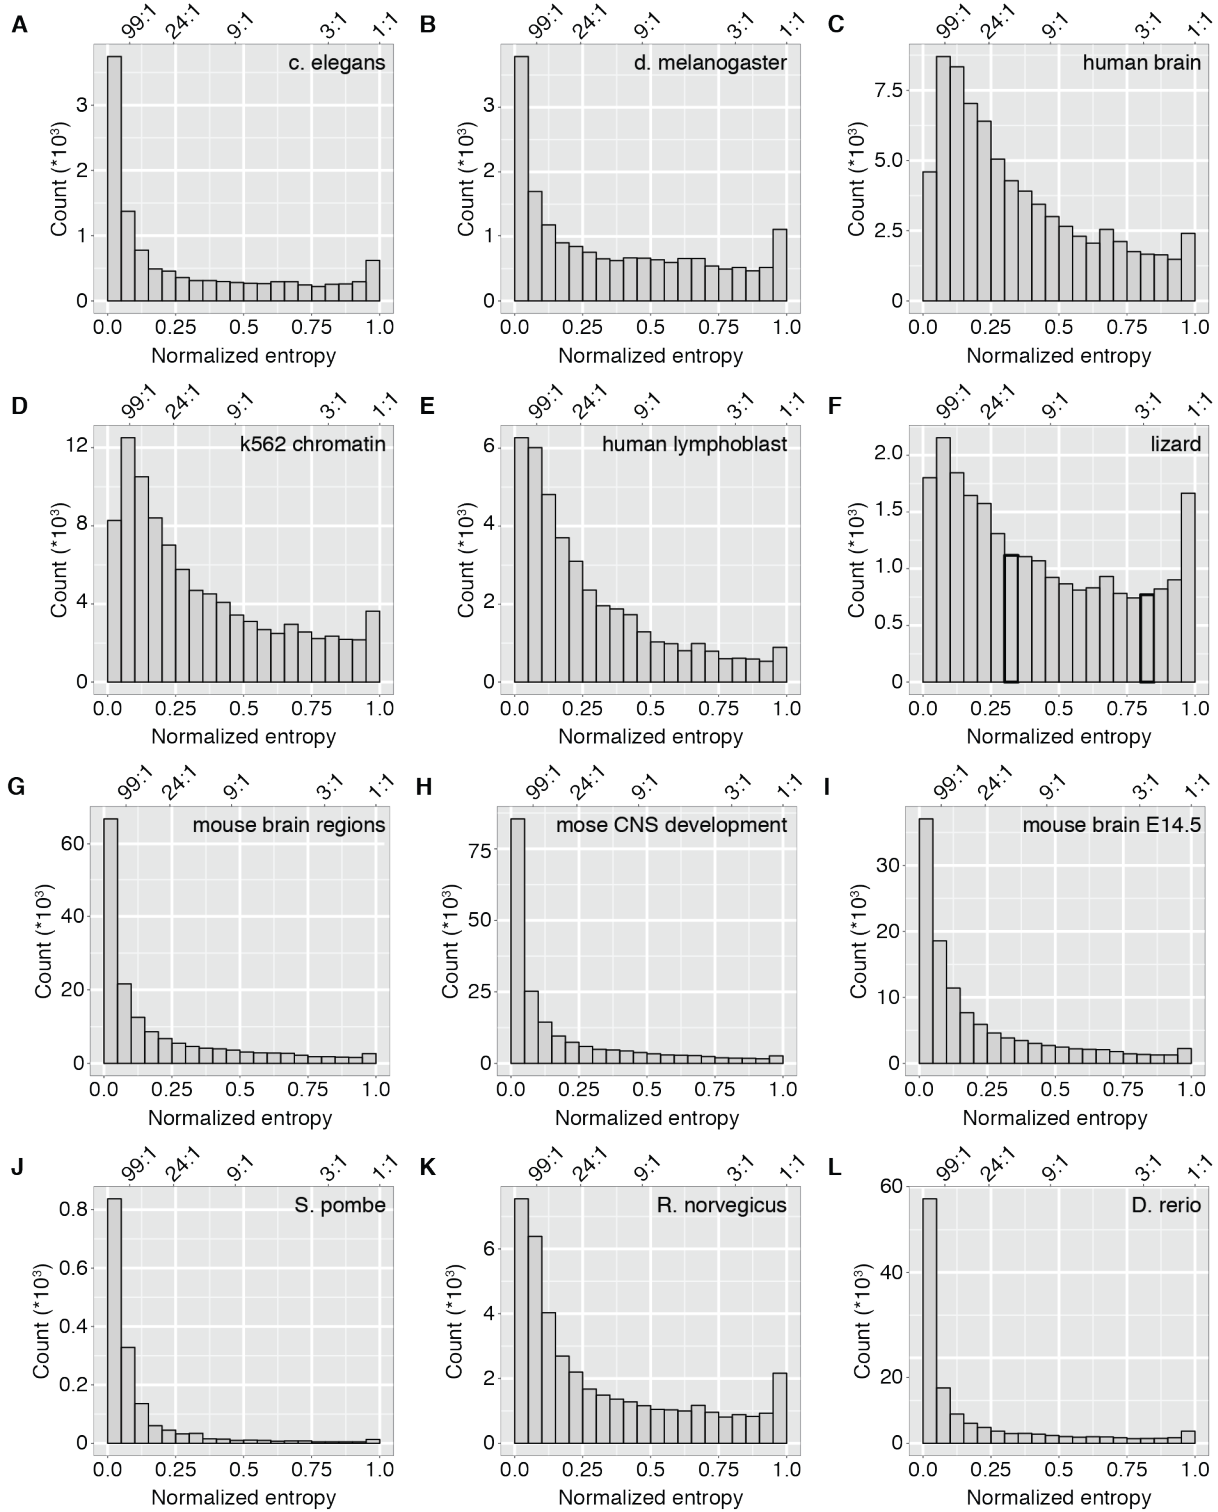 A 99:1 24:1 9:1 3:1 1:1
c. elegans
Count (*10³)
3
2
1
0
0.0 0.25 0.5 0.75 1.0
Normalized entropy
B 99:1 24:1 9:1 3:1 1:1
d. melanogaster
Count (*10³)
3
2
1
0
0.0 0.25 0.5 0.75 1.0
Normalized entropy
C 99:1 24:1 9:1 3:1 1:1
human brain
Count (*10³)
7.5
5.0
2.5
0
0.0 0.25 0.5 0.75 1.0
Normalized entropy
D 99:1 24:1 9:1 3:1 1:1
k562 chromatin
Count (*10³)
12
8
4
0
0.0 0.25 0.5 0.75 1.0
Normalized entropy
E 99:1 24:1 9:1 3:1 1:1
human lymphoblast
Count (*10³)
6
4
2
0
0.0 0.25 0.5 0.75 1.0
Normalized entropy
F 99:1 24:1 9:1 3:1 1:1
lizard
Count (*10³)
2.0
1.5
1.0
0.5
0
0.0 0.25 0.5 0.75 1.0
Normalized entropy
G 99:1 24:1 9:1 3:1 1:1
mouse brain regions
Count (*10³)
60
40
20
0
0.0 0.25 0.5 0.75 1.0
Normalized entropy
H 99:1 24:1 9:1 3:1 1:1
mose CNS development
Count (*10³)
75
50
25
0
0.0 0.25 0.5 0.75 1.0
Normalized entropy
I 99:1 24:1 9:1 3:1 1:1
mouse brain E14.5
Count (*10³)
30
20
10
0
0.0 0.25 0.5 0.75 1.0
Normalized entropy
J 99:1 24:1 9:1 3:1 1:1
S. pombe
Count (*10³)
0.8
0.6
0.4
0.2
0
0.0 0.25 0.5 0.75 1.0
Normalized entropy
K 99:1 24:1 9:1 3:1 1:1
R. norvegicus
Count (*10³)
6
4
2
0
0.0 0.25 0.5 0.75 1.0
Normalized entropy
L 99:1 24:1 9:1 3:1 1:1
D. rerio
Count (*10³)
60
40
20
0
0.0 0.25 0.5 0.75 1.0
Normalized entropy